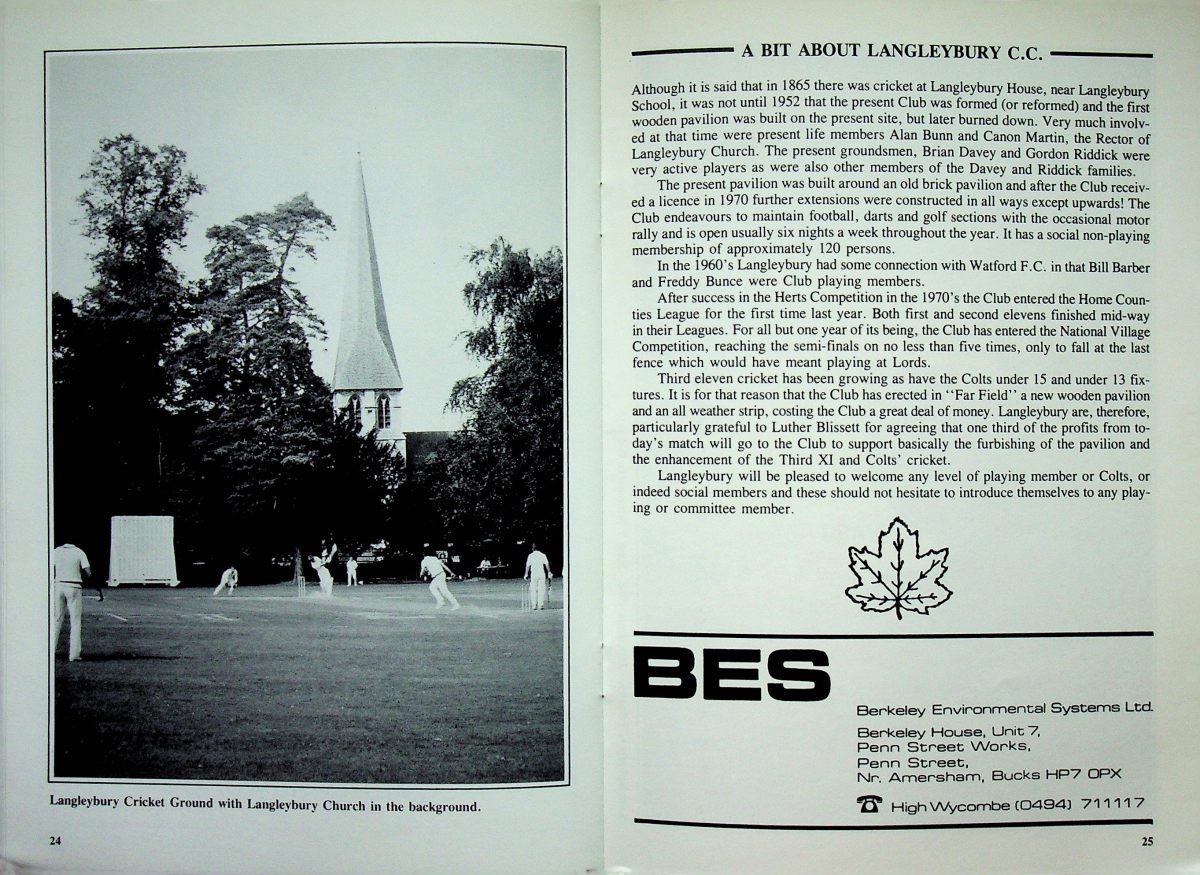 Langleybury Cricket Ground with Langleybury Church in the background.
24
A BIT ABOUT LANGLEYBURY C.C.
Although it is said that in 1865 there was cricket at Langleybury House, near Langleybury
School, it was not until 1952 that the present Club was formed (or reformed) and the first
wooden pavilion was built on the present site, but later burned down. Very much involv-
ed at that time were present life members Alan Bunn and Canon Martin, the Rector of
Langleybury Church. The present groundsmen, Brian Davey and Gordon Riddick were
very active players as were also other members of the Davey and Riddick families.
The present pavilion was built around an old brick pavilion and after the Club receiv-
ed a licence in 1970 further extensions were constructed in all ways except upwards! The
Club endeavours to maintain football, darts and golf sections with the occasional motor
rally and is open usually six nights a week throughout the year. It has a social non-playing
membership of approximately 120 persons.
In the 1960's Langleybury had some connection with Watford F.C. in that Bill Barber
and Freddy Bunce were Club playing members.
After success in the Herts Competition in the 1970's the Club entered the Home Coun-
ties League for the first time last year. Both first and second elevens finished mid-way
in their Leagues. For all but one year of its being, the Club has entered the National Village
Competition, reaching the semi-finals on no less than five times, only to fall at the last
fence which would have meant playing at Lords.
Third eleven cricket has been growing as have the Colts under 15 and under 13 fix-
tures. It is for that reason that the Club has erected in "Far Field" a new wooden pavilion
and an all weather strip, costing the Club a great deal of money. Langleybury are, therefore,
particularly grateful to Luther Blissett for agreeing that one third of the profits from to-
day's match will go to the Club to support basically the furbishing of the pavilion and
the enhancement of the Third XI and Colts' cricket.
Langleybury will be pleased to welcome any level of playing member or Colts, or
indeed social members and these should not hesitate to introduce themselves to any play-
ing or committee member.
BES
Berkeley Environmental Systems Ltd.
Berkeley House, Unit 7,
Penn Street Works,
Penn Street,
Nr. Amersham, Bucks HP7 OPX
High Wycombe (0494) 711117
25